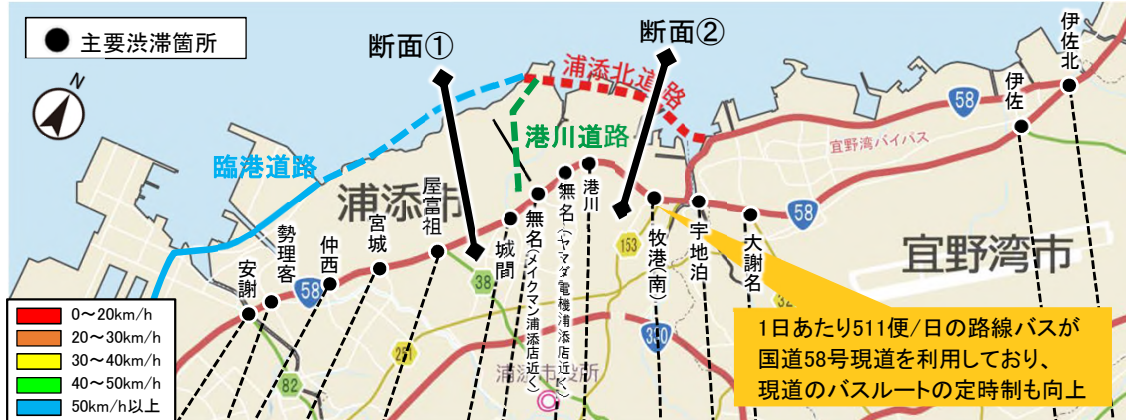 主要渋滞箇所
N
断面①
断面②
浦添北道路
伊佐北
伊佐
58
宜野湾バイパス
港川道路
臨港道路
浦添市
屋富祖
宮城
仲西
勢理客
安謝
58
城間
無名(メイクマン浦添店近く)
無名(ヤマダ電機浦添店近く)
港川
153
牧港(南)
宇地泊
大謝名
58
宜野湾市
38
251
82
330
浦添市役所
0～20km/h
20～30km/h
30～40km/h
40～50km/h
50km/h以上
1日あたり511便/日の路線バスが
国道58号現道を利用しており、
現道のバスルートの定時制も向上